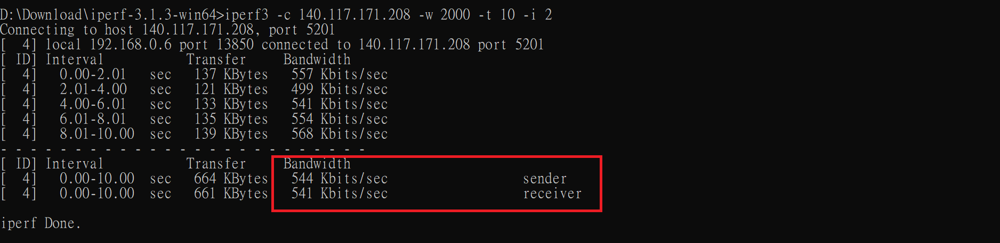 D:\Download\iperf-3.1.3-win64>iperf3 -c 140.117.171.208 -w 2000 -t 10 -i 2
Connecting to host 140.117.171.208, port 5201
[  4] local 192.168.0.6 port 13850 connected to 140.117.171.208 port 5201
[ ID] Interval           Transfer     Bandwidth
[  4]   0.00-2.01   sec   137 KBytes   557 Kbits/sec
[  4]   2.01-4.00   sec   121 KBytes   499 Kbits/sec
[  4]   4.00-6.01   sec   133 KBytes   541 Kbits/sec
[  4]   6.01-8.01   sec   135 KBytes   554 Kbits/sec
[  4]   8.01-10.00  sec   139 KBytes   568 Kbits/sec
- - - - - - - - - - - - - - - - - - - - - - - - -
[ ID] Interval           Transfer     Bandwidth
[  4]   0.00-10.00  sec   664 KBytes   544 Kbits/sec                  sender
[  4]   0.00-10.00  sec   661 KBytes   541 Kbits/sec                  receiver
iperf Done.